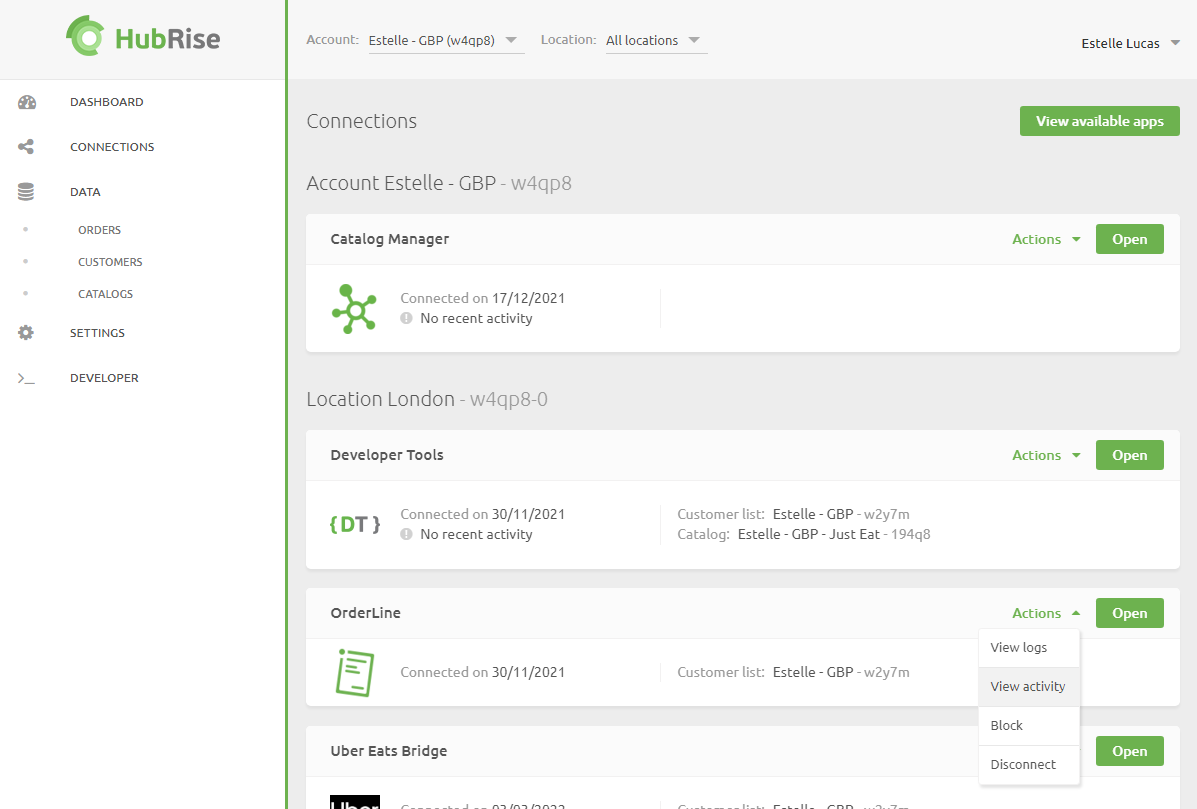 HubRise
Account: Estelle - GBP (w4qp8) Location: All locations
Estelle Lucas
DASHBOARD
CONNECTIONS
DATA
ORDERS
CUSTOMERS
CATALOGS
SETTINGS
DEVELOPER
Connections
View available apps
Account Estelle - GBP - w4qp8
Catalog Manager
Actions
Open
Connected on 17/12/2021
No recent activity
Location London - w4qp8-0
Developer Tools
Actions
Open
{DT}
Connected on 30/11/2021
No recent activity
Customer list: Estelle - GBP - w2y7m
Catalog: Estelle - GBP - Just Eat - 194q8
OrderLine
Actions
Open
Connected on 30/11/2021
Customer list: Estelle - GBP - w2y7m
View logs
View activity
Block
Disconnect
Uber Eats Bridge
Open
Uber
Connected on 03/03/2022
Customer list: Estelle - GBP - w2y7m